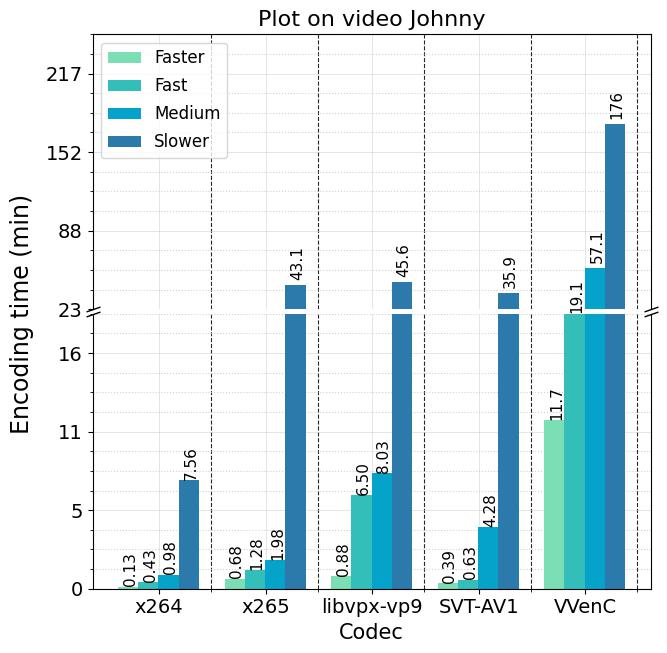 Plot on video Johnny
Faster
Fast
Medium
Slower
Encoding time (min)
217
152
88
23
16
11
5
0
0.13
0.43
0.98
7.56
0.68
1.28
1.98
43.1
0.88
6.50
8.03
45.6
0.39
0.63
4.28
35.9
11.7
19.1
57.1
176
x264
x265
libvpx-vp9
SVT-AV1
VVenC
Codec